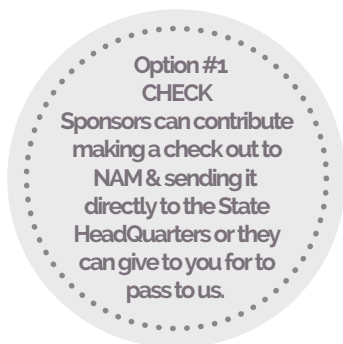 Option #1
CHECK
Sponsors can contribute
making a check out to
NAM & sending it
directly to the State
HeadQuarters or they
can give to you for to
pass to us.